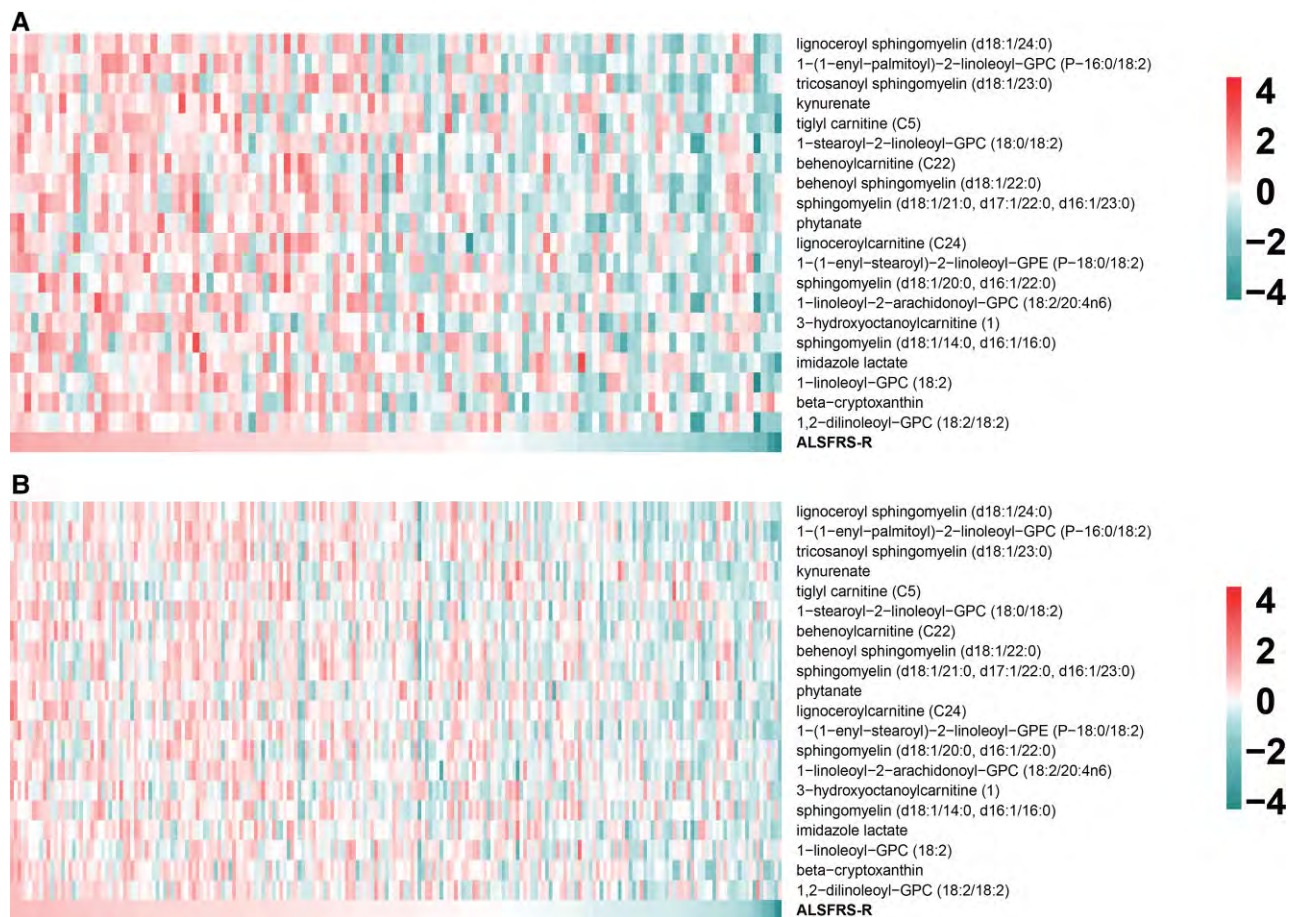 A
lignoceroyl sphingomyelin (d18:1/24:0)
1−(1−enyl−palmitoyl)−2−linoleoyl−GPC (P−16:0/18:2)
tricosanoyl sphingomyelin (d18:1/23:0)
kynurenate
tiglyl carnitine (C5)
1−stearoyl−2−linoleoyl−GPC (18:0/18:2)
behenoylcarnitine (C22)
behenoyl sphingomyelin (d18:1/22:0)
sphingomyelin (d18:1/21:0, d17:1/22:0, d16:1/23:0)
phytanate
lignoceroylcarnitine (C24)
1−(1−enyl−stearoyl)−2−linoleoyl−GPE (P−18:0/18:2)
sphingomyelin (d18:1/20:0, d16:1/22:0)
1−linoleoyl−2−arachidonoyl−GPC (18:2/20:4n6)
3−hydroxyoctanoylcarnitine (1)
sphingomyelin (d18:1/14:0, d16:1/16:0)
imidazole lactate
1−linoleoyl−GPC (18:2)
beta−cryptoxanthin
1,2−dilinoleoyl−GPC (18:2/18:2)
ALSFRS-R
4
2
0
−2
−4
B
lignoceroyl sphingomyelin (d18:1/24:0)
1−(1−enyl−palmitoyl)−2−linoleoyl−GPC (P−16:0/18:2)
tricosanoyl sphingomyelin (d18:1/23:0)
kynurenate
tiglyl carnitine (C5)
1−stearoyl−2−linoleoyl−GPC (18:0/18:2)
behenoylcarnitine (C22)
behenoyl sphingomyelin (d18:1/22:0)
sphingomyelin (d18:1/21:0, d17:1/22:0, d16:1/23:0)
phytanate
lignoceroylcarnitine (C24)
1−(1−enyl−stearoyl)−2−linoleoyl−GPE (P−18:0/18:2)
sphingomyelin (d18:1/20:0, d16:1/22:0)
1−linoleoyl−2−arachidonoyl−GPC (18:2/20:4n6)
3−hydroxyoctanoylcarnitine (1)
sphingomyelin (d18:1/14:0, d16:1/16:0)
imidazole lactate
1−linoleoyl−GPC (18:2)
beta−cryptoxanthin
1,2−dilinoleoyl−GPC (18:2/18:2)
ALSFRS-R
4
2
0
−2
−4